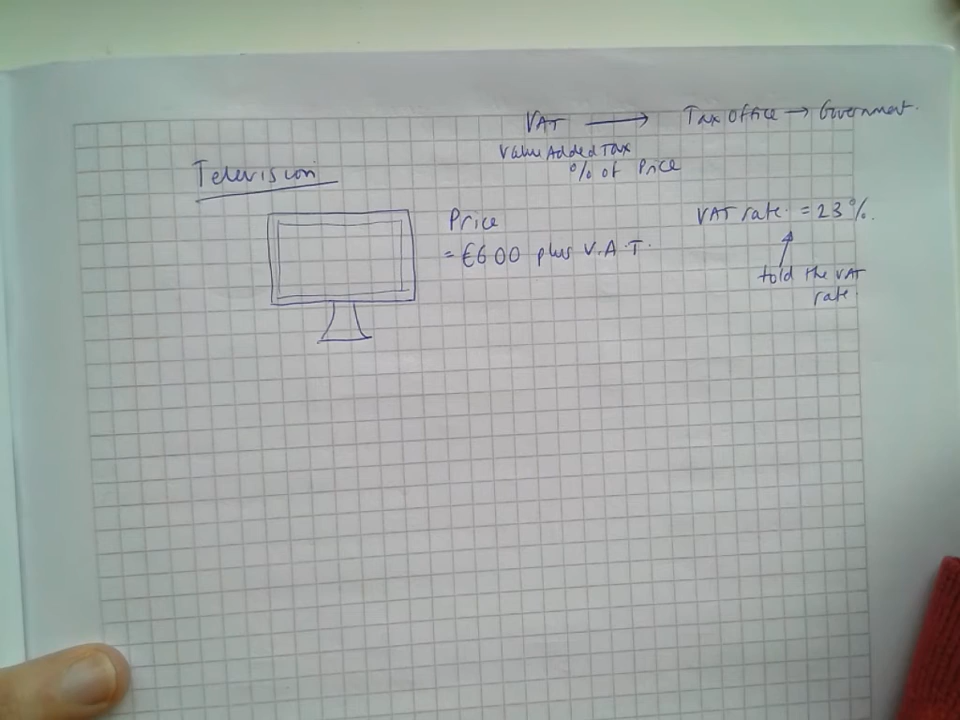 VAT → Tax Office → Government.
Value Added Tax
% of Price
Television
Price
= €600 plus V.A.T.
VAT rate. = 23%.
told the VAT
rate.